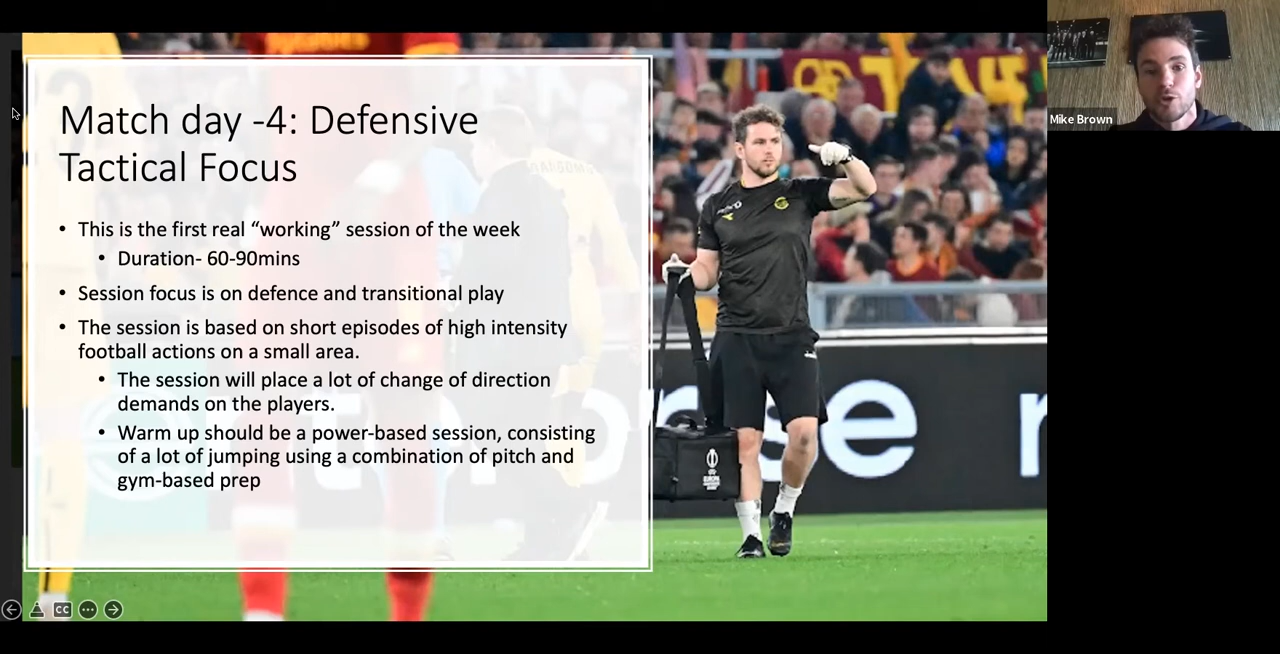 Match day -4: Defensive
Tactical Focus
• This is the first real “working” session of the week
• Duration- 60-90mins
• Session focus is on defence and transitional play
• The session is based on short episodes of high intensity
football actions on a small area.
• The session will place a lot of change of direction
demands on the players.
• Warm up should be a power-based session, consisting
of a lot of jumping using a combination of pitch and
gym-based prep
Mike Brown
CC
EUROPA